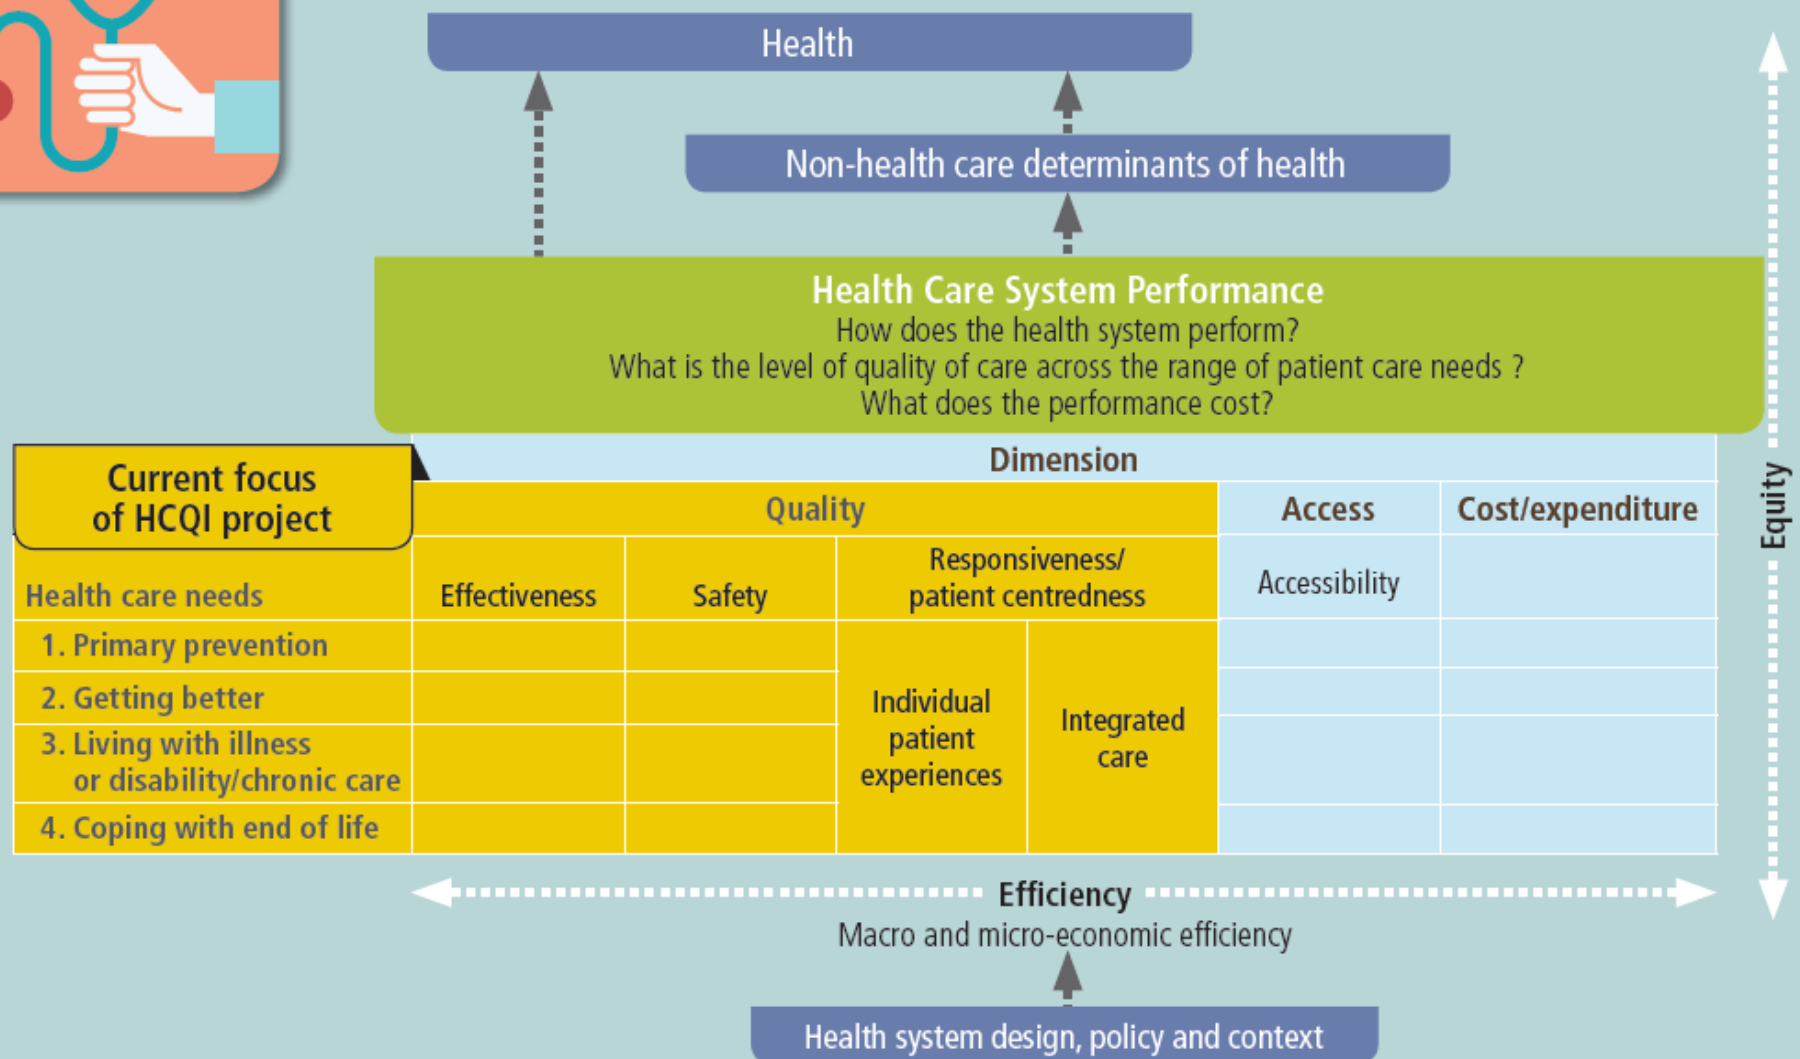 Health
Non-health care determinants of health
Health Care System Performance
How does the health system perform?
What is the level of quality of care across the range of patient care needs ?
What does the performance cost?
Current focus
of HCQI project
Dimension
Quality
Access
Cost/expenditure
Health care needs
Effectiveness
Safety
Responsiveness/
patient centredness
Accessibility
1. Primary prevention
2. Getting better
3. Living with illness
or disability/chronic care
4. Coping with end of life
Individual
patient
experiences
Integrated
care
Equity
Efficiency
Macro and micro-economic efficiency
Health system design, policy and context